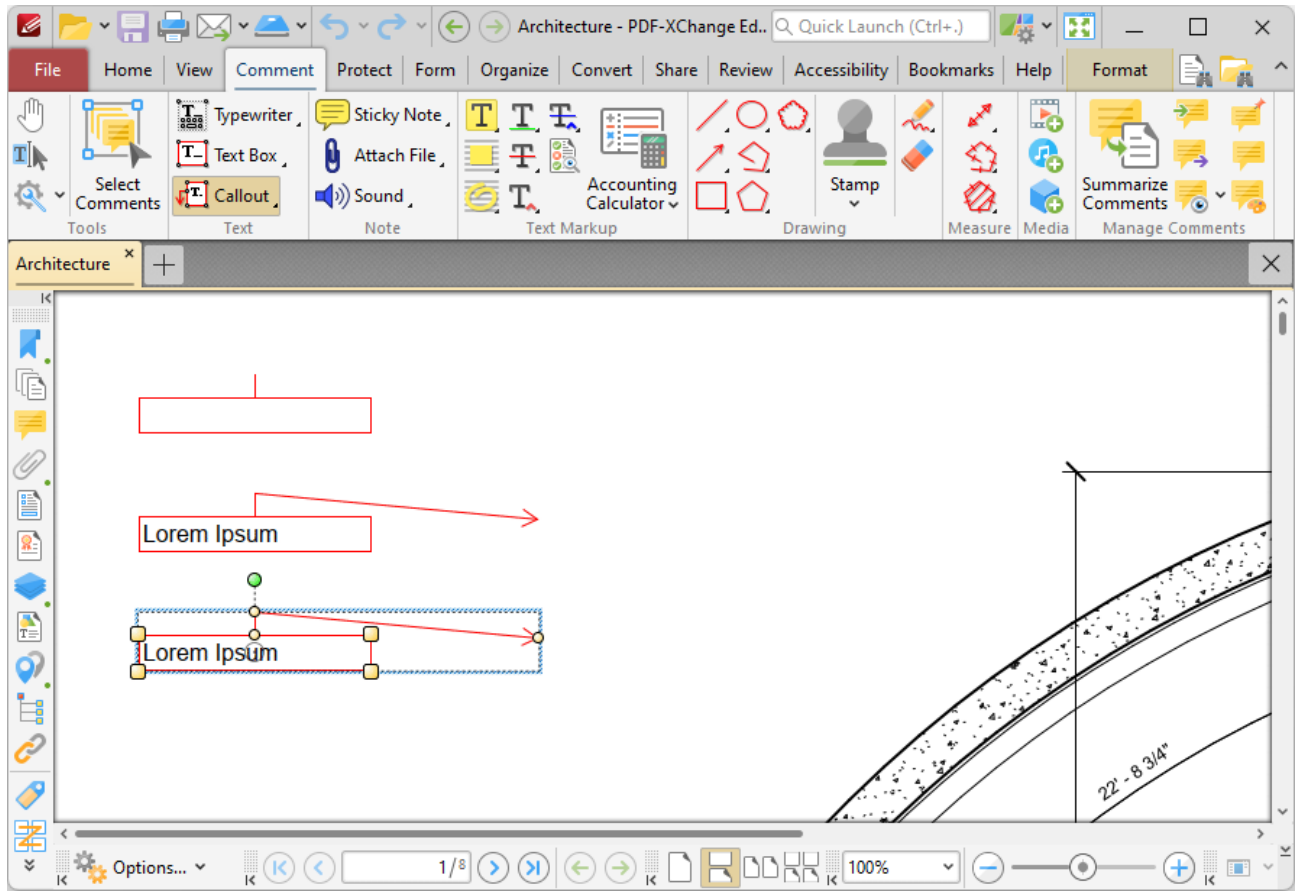 Architecture - PDF-XChange Ed..
Quick Launch (Ctrl+.)
File Home View Comment Protect Form Organize Convert Share Review Accessibility Bookmarks Help Format
Typewriter
Text Box
Callout
Select
Comments
Sticky Note
Attach File
Sound
Accounting
Calculator
Stamp
Summarize
Comments
Tools Text Note Text Markup Drawing Measure Media Manage Comments
Architecture
Lorem Ipsum
Lorem Ipsum
22' - 8 3/4"
Options... 1/8 100%